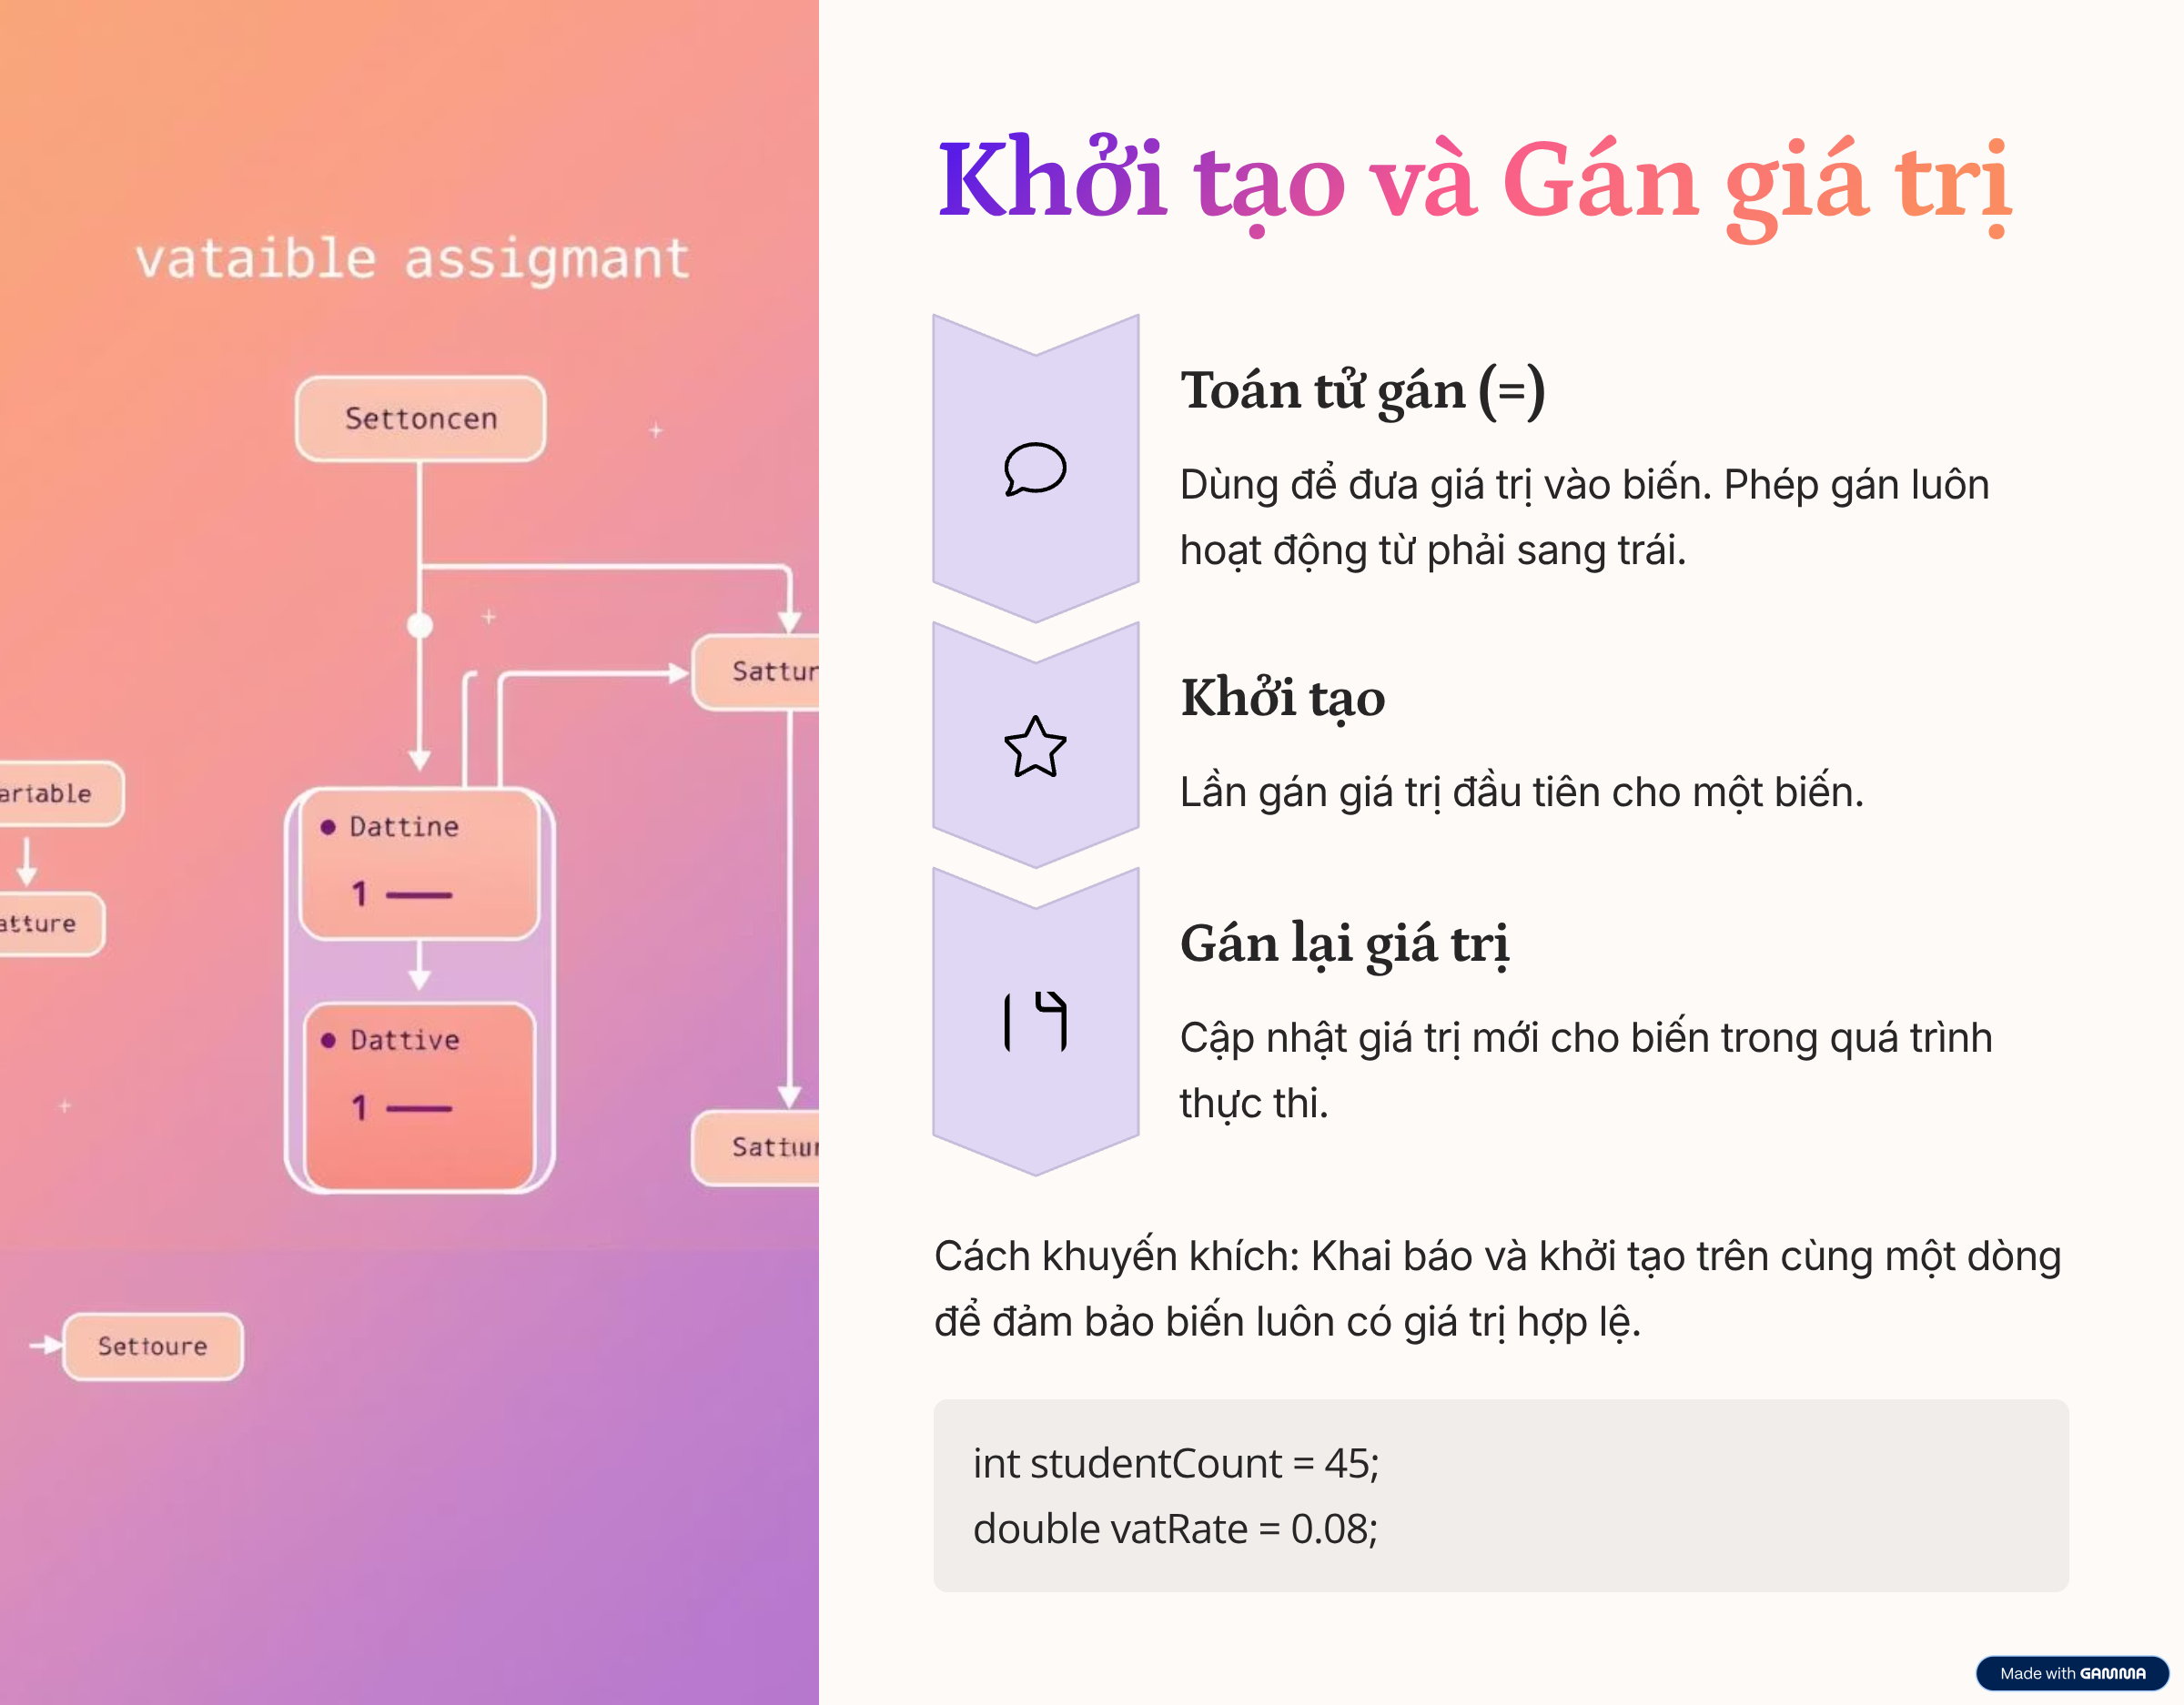 vataible assigmant
Settoncen
Dattine
1
Dattive
1
Settoure
Khởi tạo và Gán giá trị
Toán tử gán (=)
Dùng để đưa giá trị vào biến. Phép gán luôn
hoạt động từ phải sang trái.
Khởi tạo
Lần gán giá trị đầu tiên cho một biến.
Gán lại giá trị
Cập nhật giá trị mới cho biến trong quá trình
thực thi.
Cách khuyến khích: Khai báo và khởi tạo trên cùng một dòng
để đảm bảo biến luôn có giá trị hợp lệ.
int studentCount = 45;
double vatRate = 0.08;
Made with GAMMA